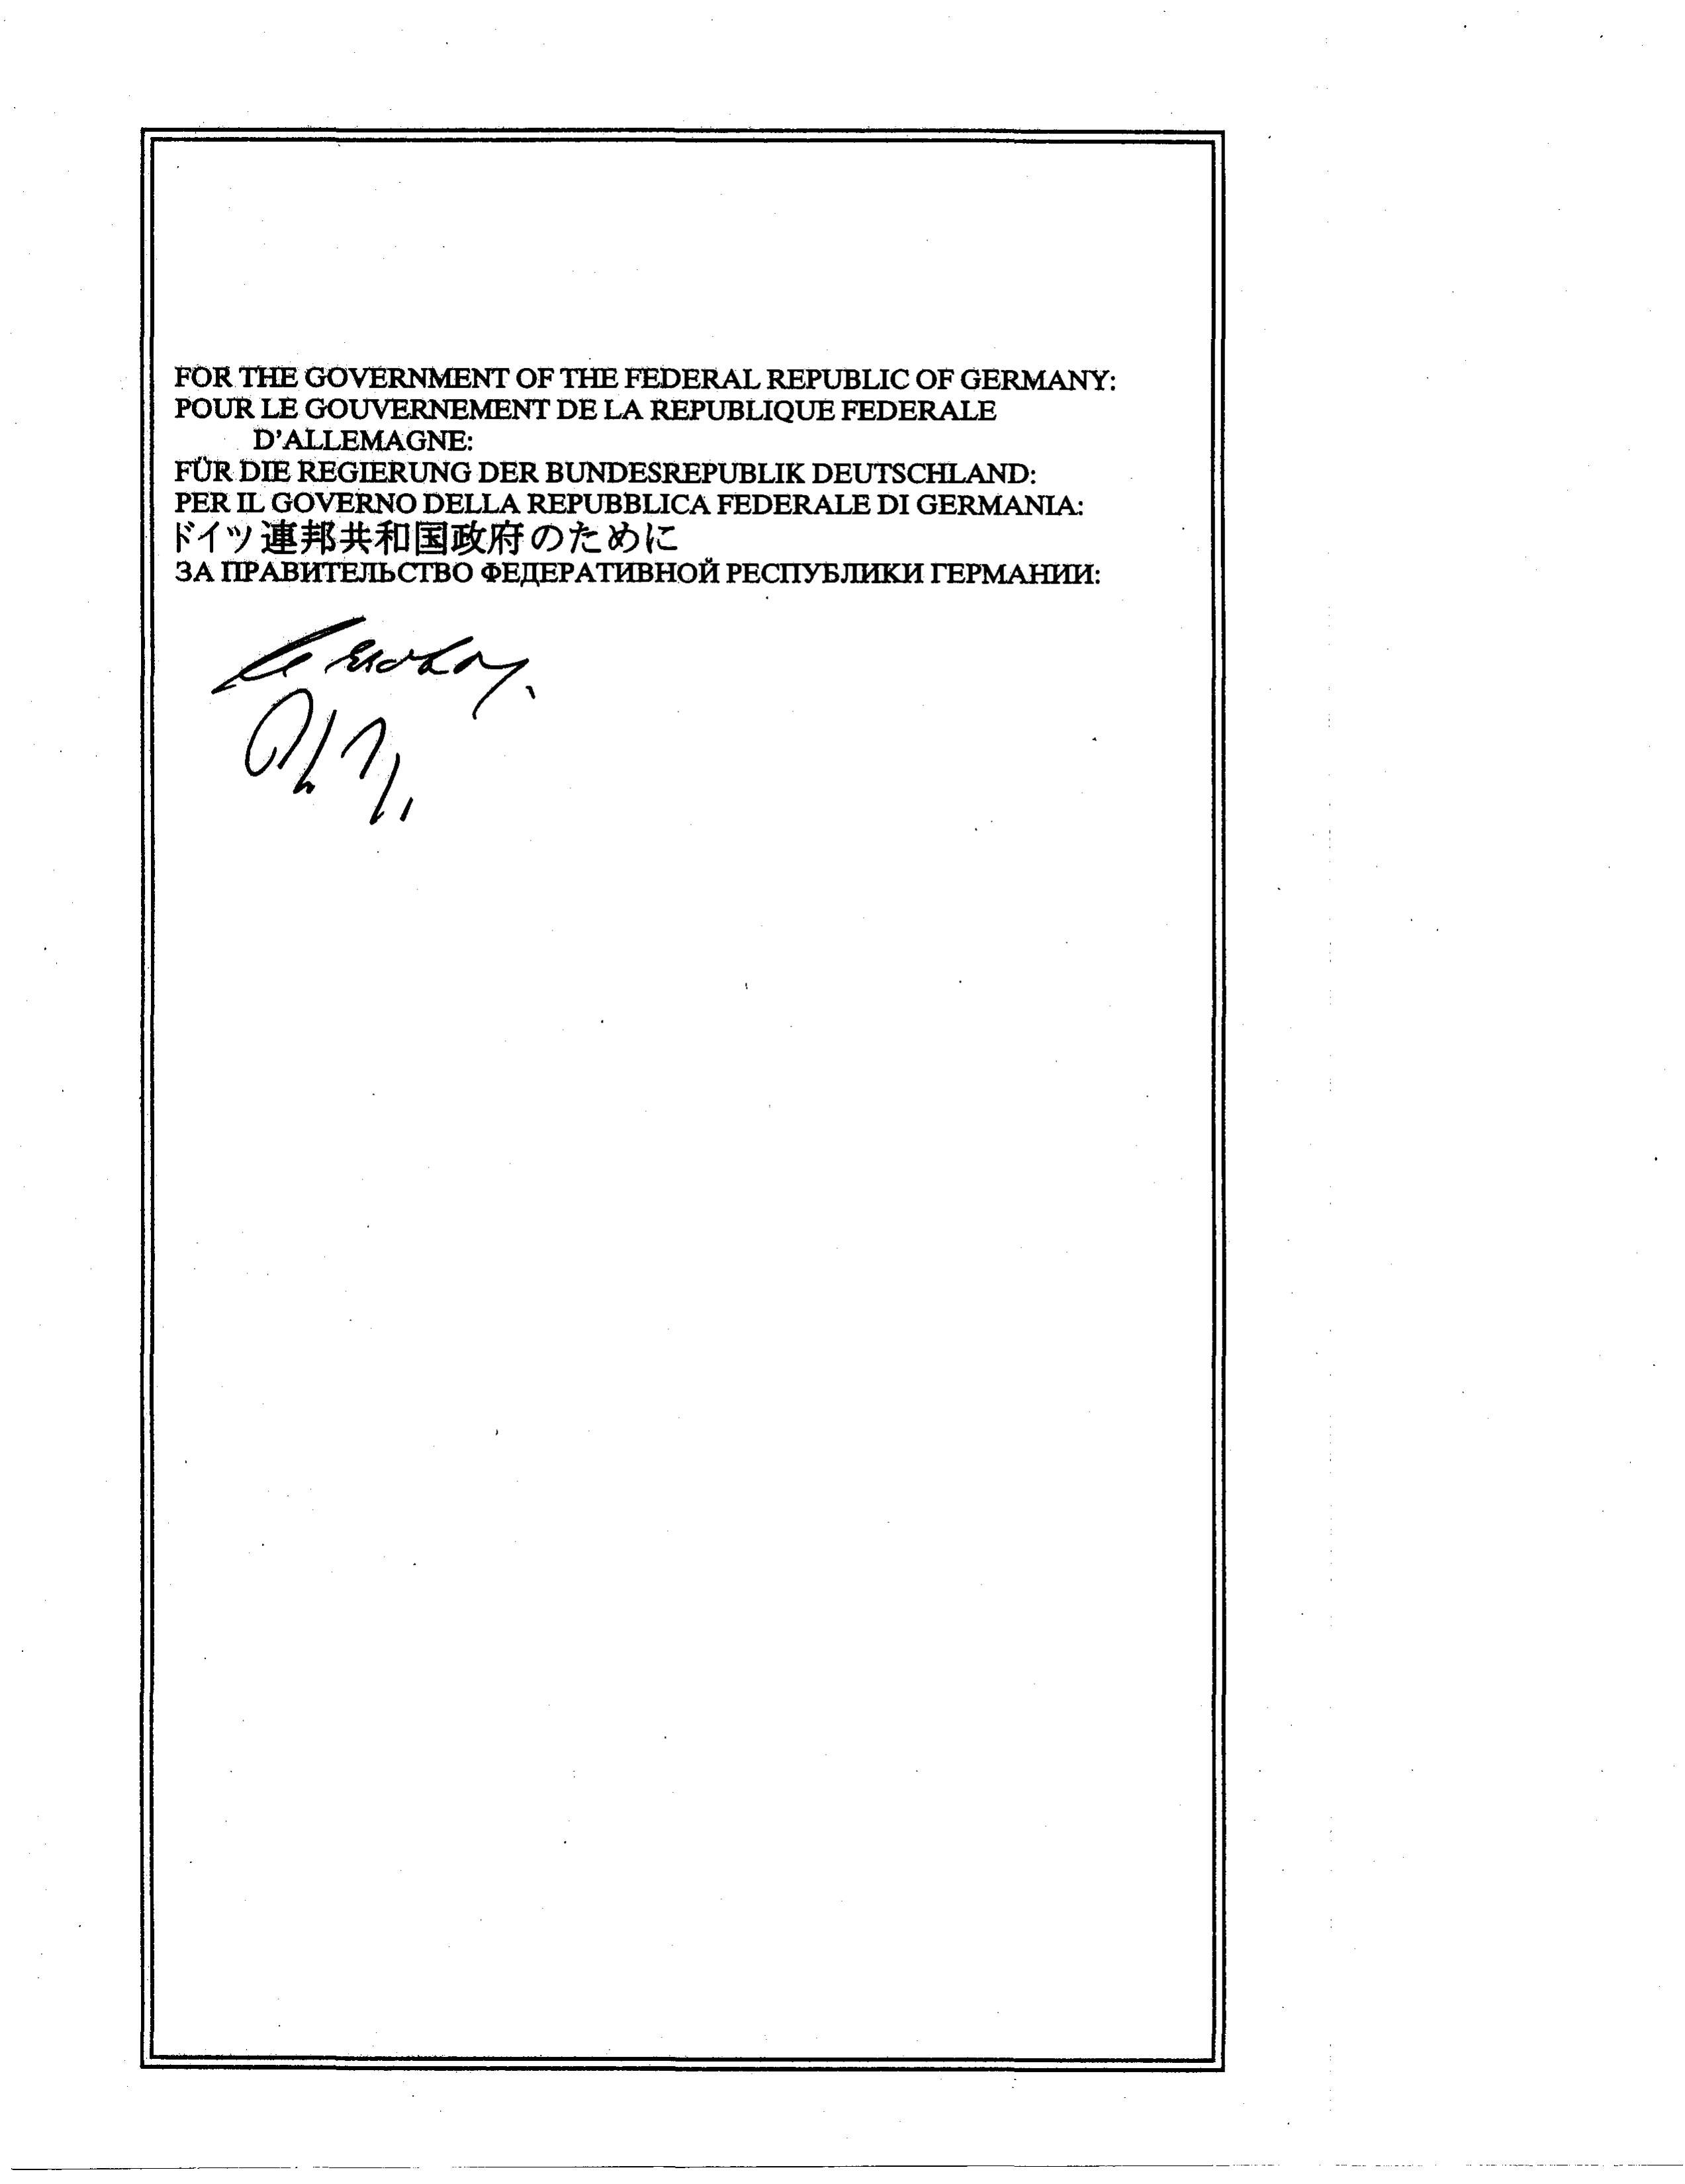 FOR THE GOVERNMENT OF THE FEDERAL REPUBLIC OF GERMANY:
POUR LE GOUVERNEMENT DE LA REPUBLIQUE FEDERALE
D'ALLEMAGNE:
FÜR DIE REGIERUNG DER BUNDESREPUBLIK DEUTSCHLAND:
PER IL GOVERNO DELLA REPUBBLICA FEDERALE DI GERMANIA:
ドイツ連邦共和国政府のために
ЗА ПРАВИТЕЛЬСТВО ФЕДЕРАТИВНОЙ РЕСПУБЛИКИ ГЕРМАНИИ: